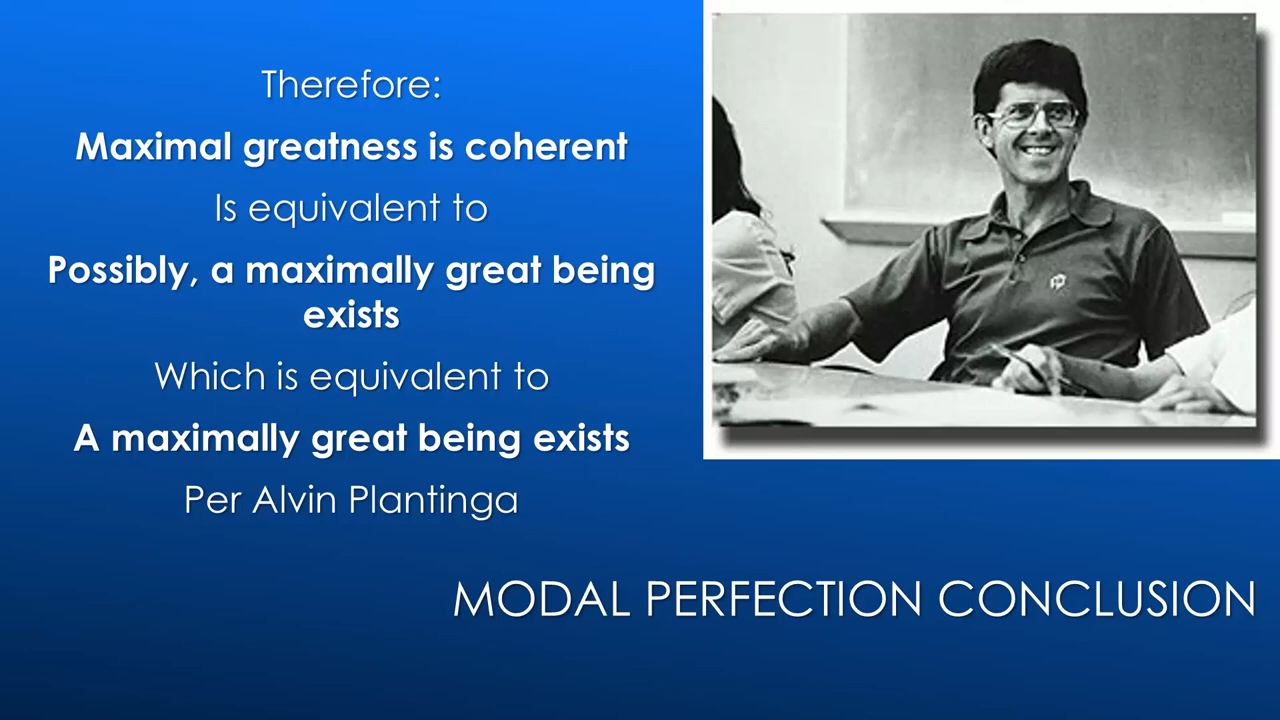 Therefore:
Maximal greatness is coherent
Is equivalent to
Possibly, a maximally great being
exists
Which is equivalent to
A maximally great being exists
Per Alvin Plantinga
MODAL PERFECTION CONCLUSION